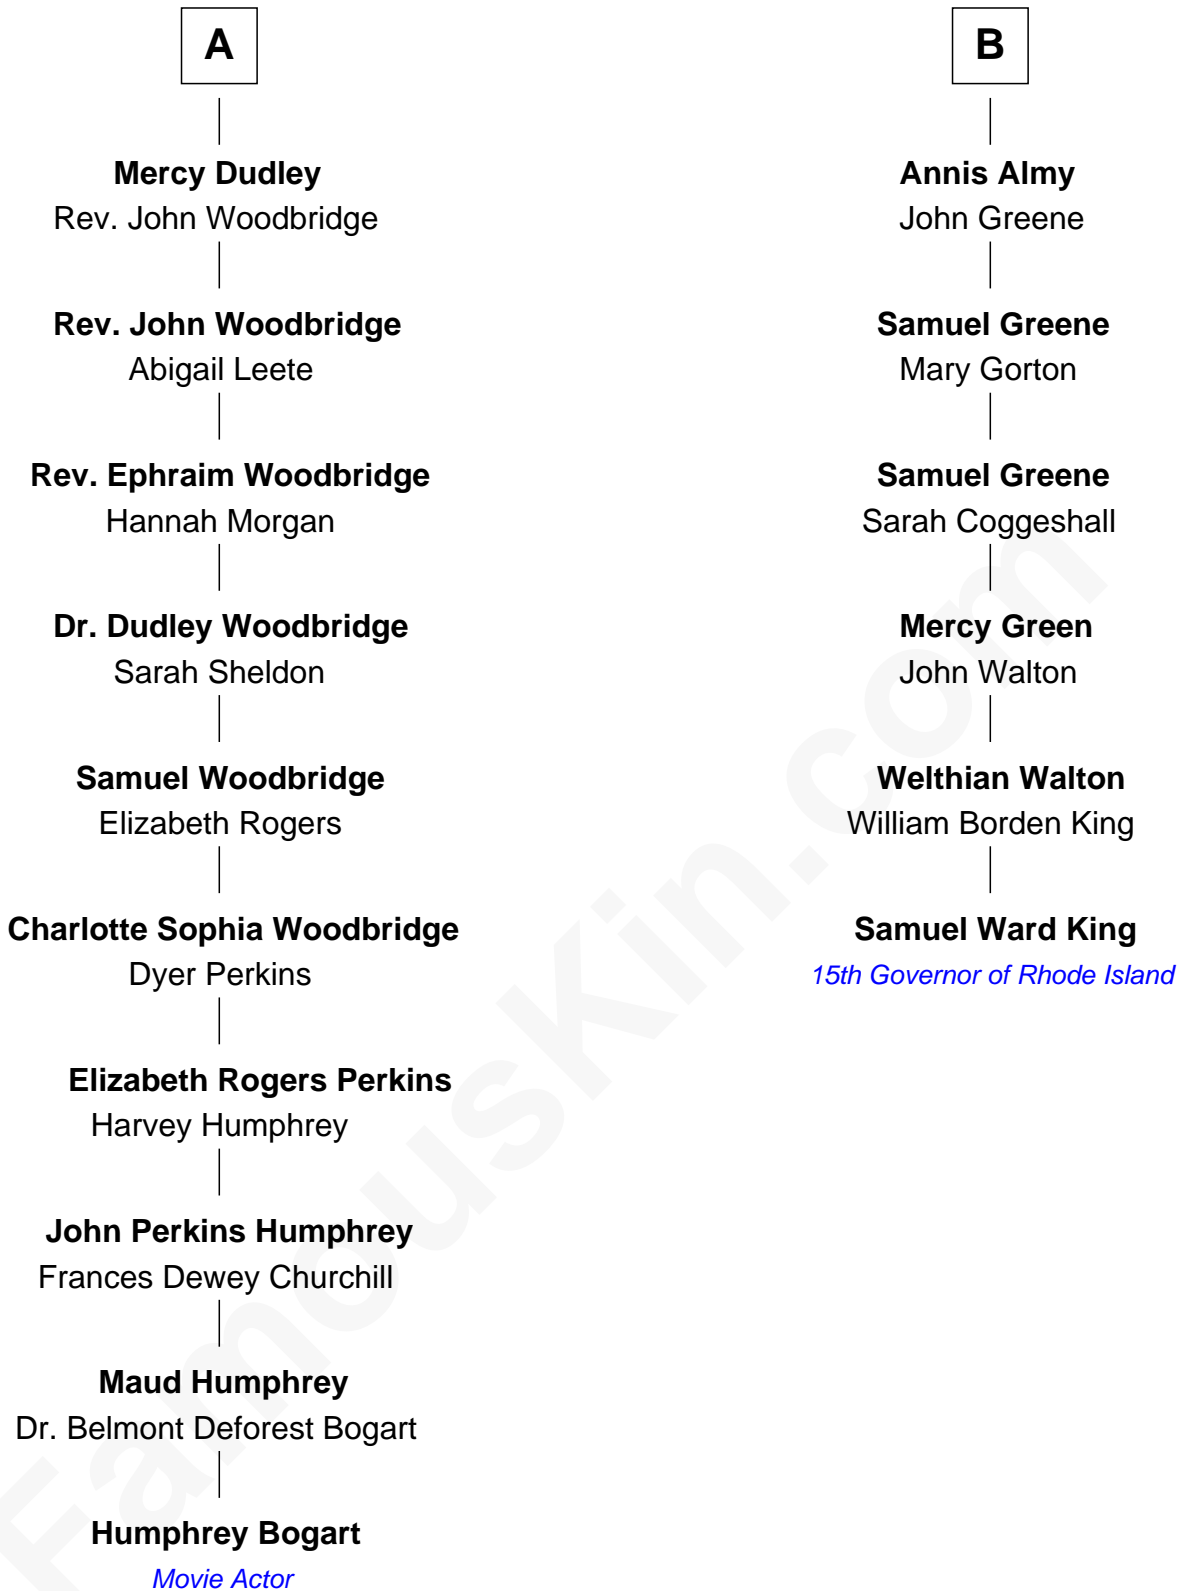 A
Mercy Dudley
Rev. John Woodbridge
Rev. John Woodbridge
Abigail Leete
Rev. Ephraim Woodbridge
Hannah Morgan
Dr. Dudley Woodbridge
Sarah Sheldon
Samuel Woodbridge
Elizabeth Rogers
Charlotte Sophia Woodbridge
Dyer Perkins
Elizabeth Rogers Perkins
Harvey Humphrey
John Perkins Humphrey
Frances Dewey Churchill
Maud Humphrey
Dr. Belmont Deforest Bogart
Humphrey Bogart
Movie Actor
B
Annis Almy
John Greene
Samuel Greene
Mary Gorton
Samuel Greene
Sarah Coggeshall
Mercy Green
John Walton
Welthian Walton
William Borden King
Samuel Ward King
15th Governor of Rhode Island
FamousKin.com